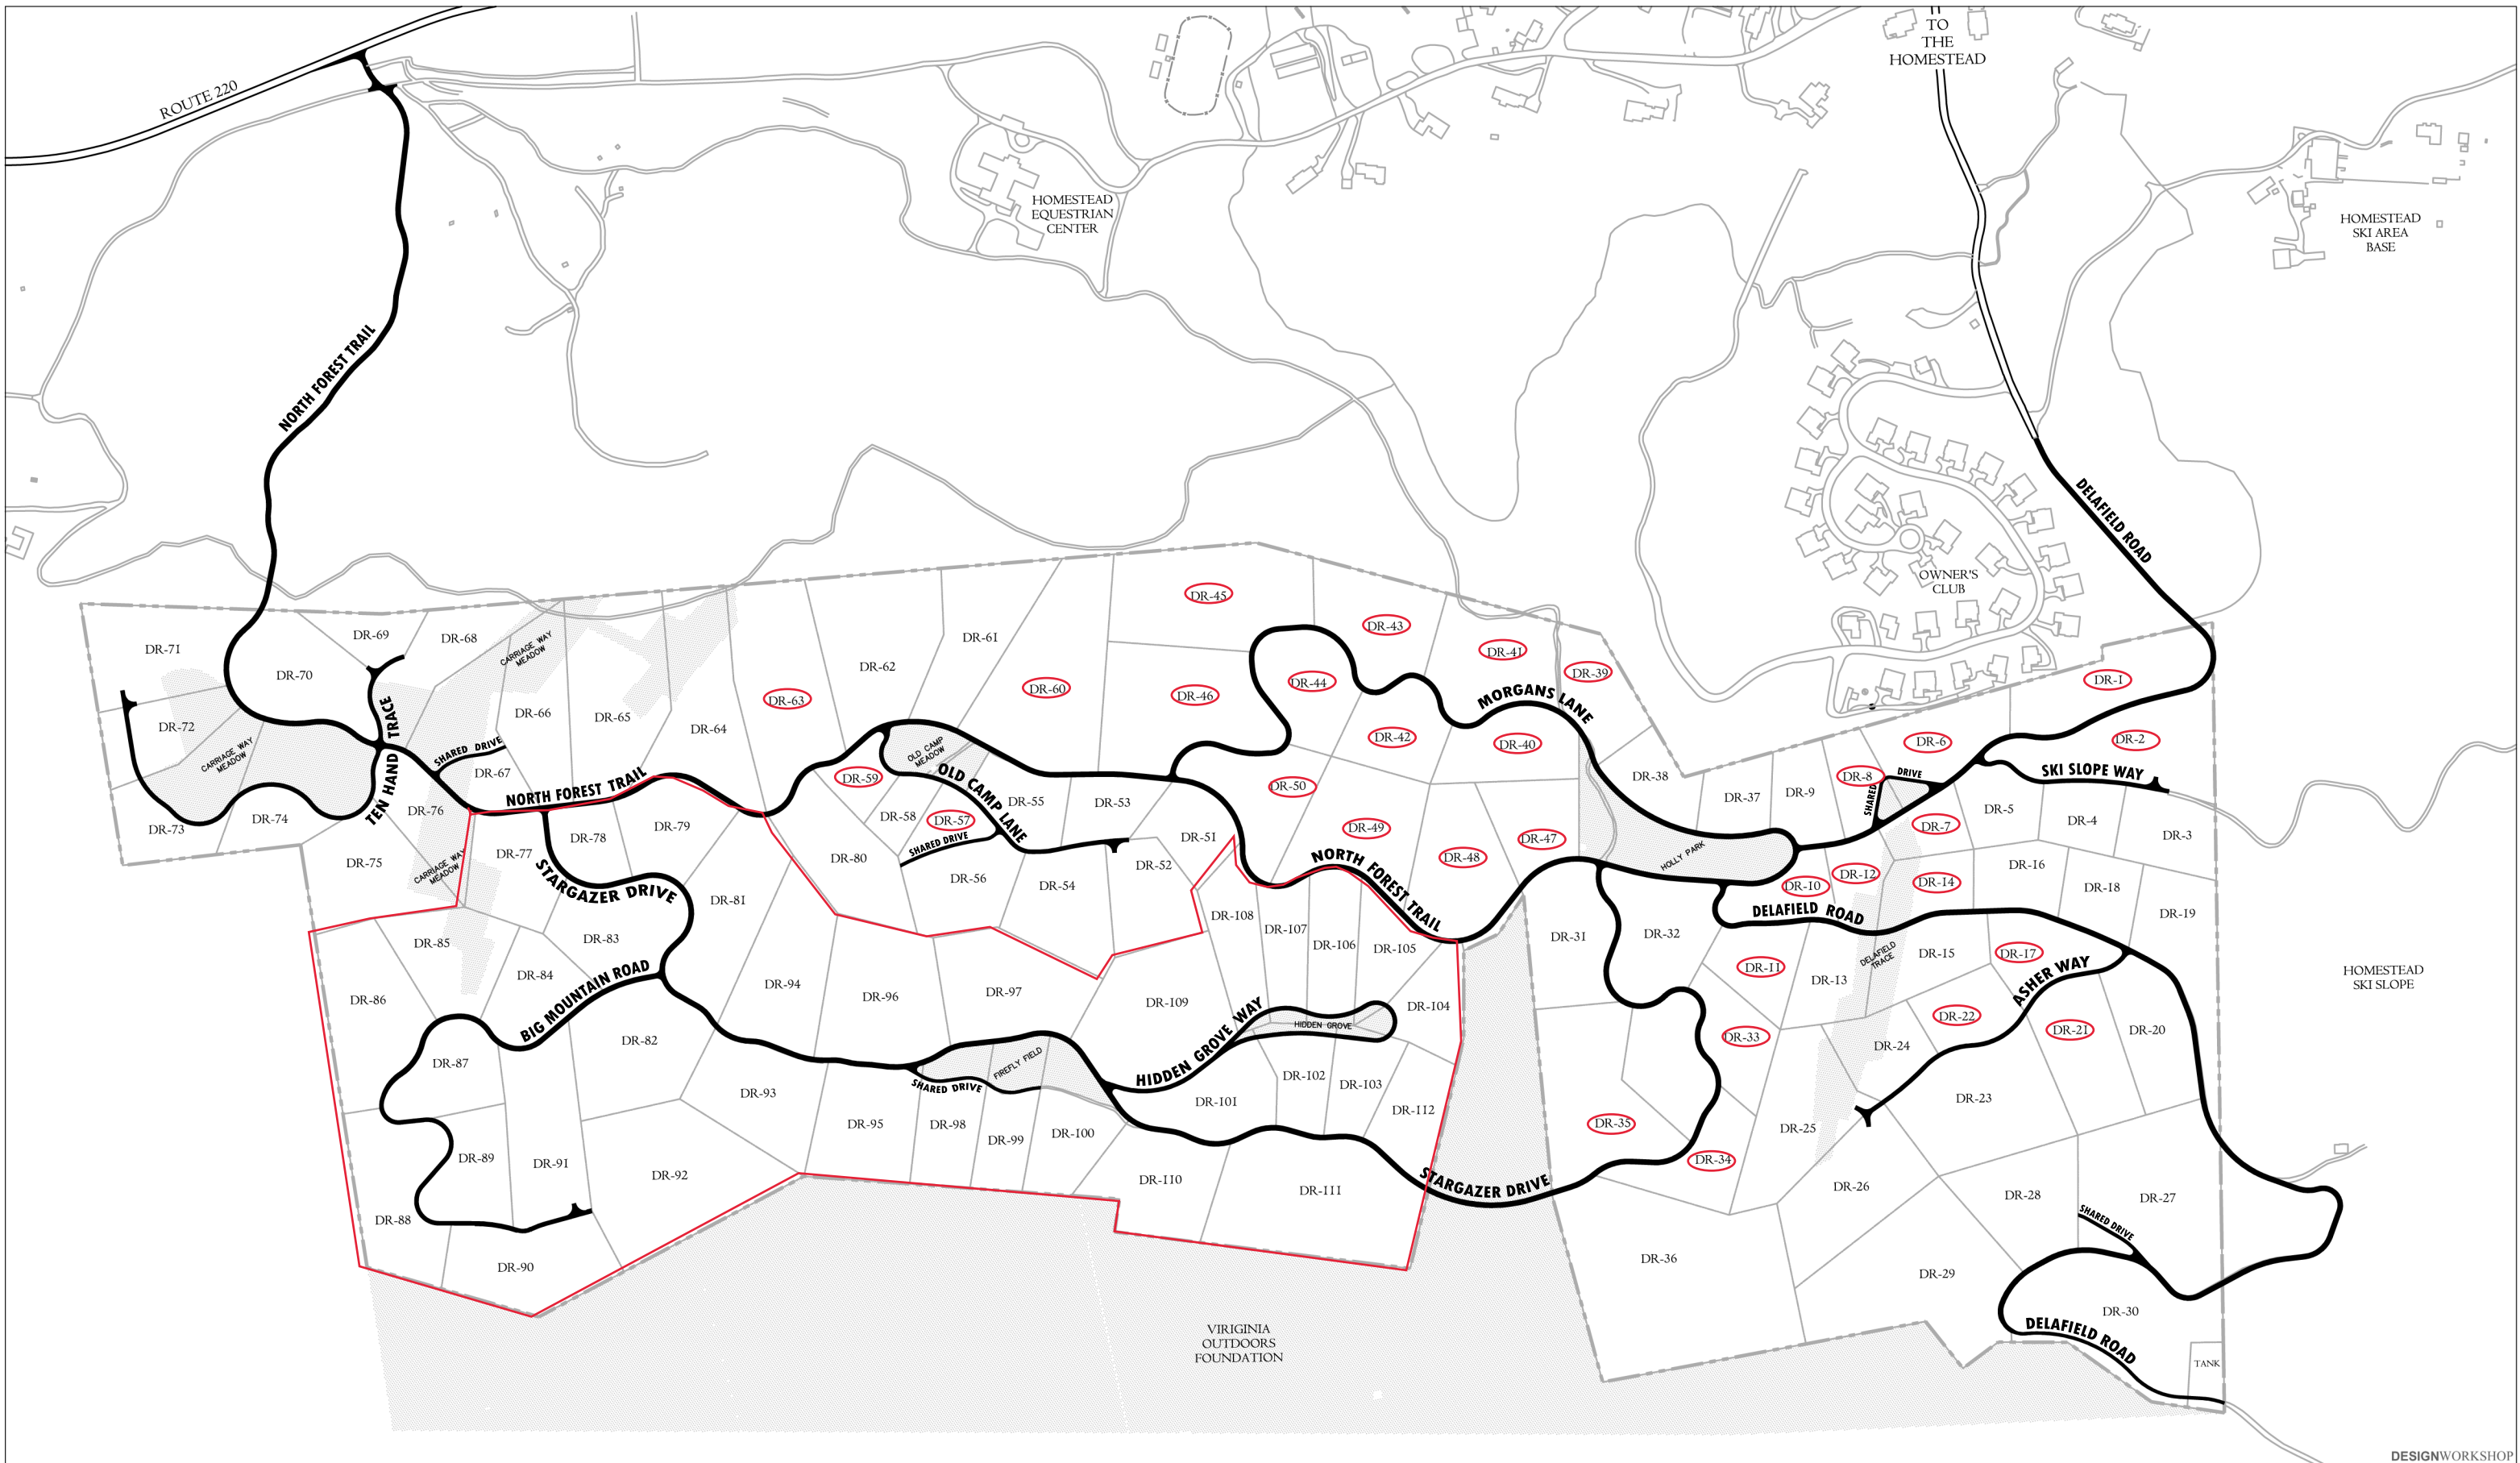 TO
THE
HOMESTEAD
ROUTE 220
HOMESTEAD
EQUESTRIAN
CENTER
HOMESTEAD
SKI AREA
BASE
NORTH FOREST TRAIL
DELAFIELD ROAD
OWNER'S
CLUB
DR-45
DR-43
DR-41
DR-39
DR-71
DR-69
DR-68
DR-61
CARRIAGE WAY
MEADOW
DR-62
DR-70
DR-63
DR-60
DR-46
DR-44
DR-1
MORGANS LANE
DR-72
DR-66
DR-65
DR-64
DR-42
DR-40
DR-6
DR-2
TEN HAND TRACE
SHARED DRIVE
CARRIAGE WAY
MEADOW
OLD CAMP
MEADOW
DR-67
DR-59
DR-50
DR-38
DR-8
SHARED DRIVE
SKI SLOPE WAY
NORTH FOREST TRAIL
OLD CAMP LANE
DR-55
DR-53
DR-37
DR-9
DR-5
DR-4
DR-3
DR-73
DR-74
DR-76
DR-78
DR-79
DR-58
DR-57
DR-51
DR-49
DR-47
DR-7
DR-75
CARRIAGE WAY
MEADOW
DR-77
DR-80
SHARED DRIVE
DR-52
NORTH FOREST TRAIL
DR-48
HOLLY PARK
DR-16
STARGAZER DRIVE
DR-81
DR-56
DR-54
DR-10
DR-12
DR-14
DR-18
DR-19
DELAFIELD ROAD
DR-108
DR-107
DR-106
DR-105
DR-31
DR-32
DR-85
DR-83
DR-84
DR-11
DR-13
DELAFIELD
TRACE
DR-15
DR-17
ASHER WAY
HOMESTEAD
SKI SLOPE
DR-86
BIG MOUNTAIN ROAD
DR-94
DR-96
DR-97
DR-109
DR-104
HIDDEN GROVE WAY
HIDDEN GROVE
DR-33
DR-22
DR-21
DR-20
DR-24
DR-87
DR-82
FIREFLY FIELD
SHARED DRIVE
DR-93
DR-95
DR-98
DR-99
DR-100
DR-101
DR-102
DR-103
DR-112
DR-35
DR-25
DR-23
DR-89
DR-91
DR-92
DR-110
DR-111
DR-34
DR-26
DR-28
DR-27
STARGAZER DRIVE
SHARED DRIVE
DR-88
DR-90
DR-36
DR-29
DR-30
DELAFIELD ROAD
TANK
VIRIGINIA
OUTDOORS
FOUNDATION
DESIGNWORKSHOP